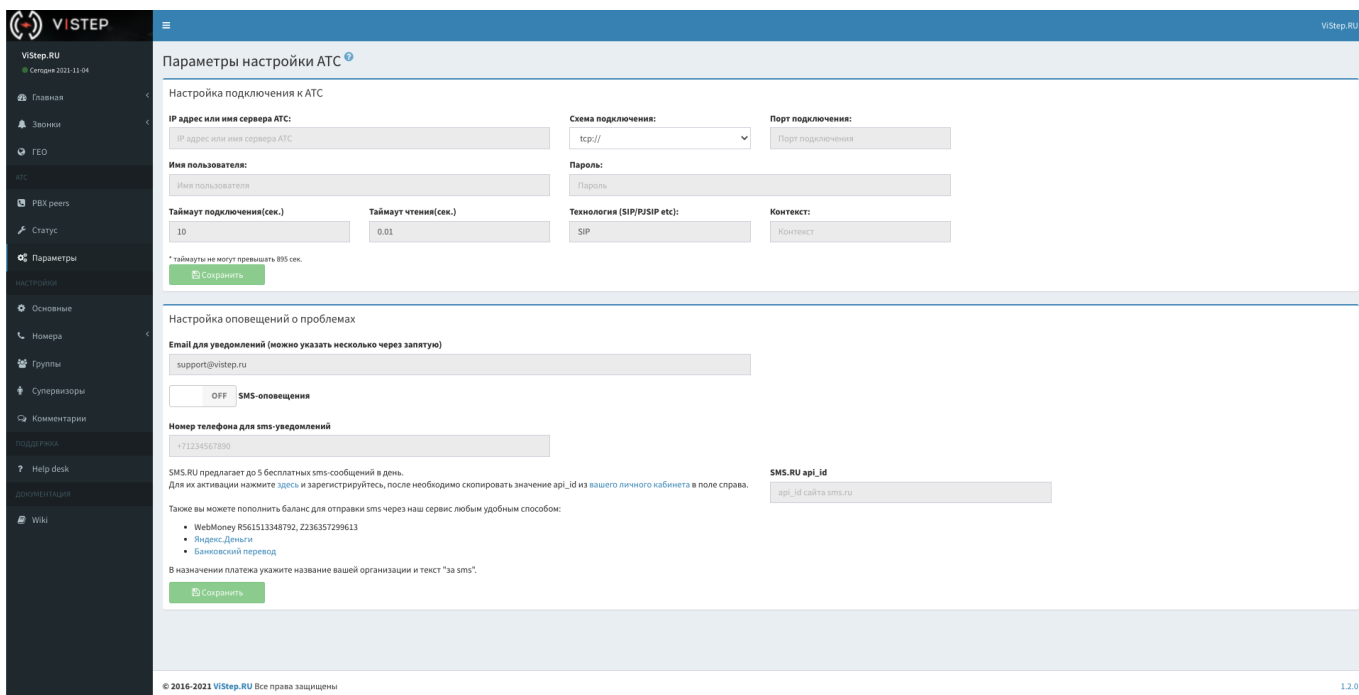 VISTEP
ViStep.RU
ViStep.RU
Сегодня 2021-11-04
Главная
Звонки
ГЕО
АТС
PBX peers
Статус
Параметры
НАСТРОЙКИ
Основные
Номера
Группы
Супервизоры
Комментарии
ПОДДЕРЖКА
Help desk
ДОКУМЕНТАЦИЯ
Wiki
Параметры настройки АТС
Настройка подключения к АТС
IP адрес или имя сервера АТС: Схема подключения: Порт подключения:
IP адрес или имя сервера АТС tcp:// Порт подключения
Имя пользователя: Пароль:
Имя пользователя Пароль
Таймаут подключения(сек.) Таймаут чтения(сек.) Технология (SIP/PJSIP etc): Контекст:
10 0.01 SIP Контекст
* таймауты не могут превышать 895 сек.
Сохранить
Настройка оповещений о проблемах
Email для уведомлений (можно указать несколько через запятую)
support@vistep.ru
OFF SMS-оповещения
Номер телефона для sms-уведомлений
+71234567890
SMS.RU предлагает до 5 бесплатных sms-сообщений в день. SMS.RU api_id
Для их активации нажмите здесь и зарегистрируйтесь, после необходимо скопировать значение api_id из вашего личного кабинета в поле справа.
api_id сайта sms.ru
Также вы можете пополнить баланс для отправки sms через наш сервис любым удобным способом:
WebMoney R561513348792, Z236357299613
Яндекс.Деньги
Банковский перевод
В назначении платежа укажите название вашей организации и текст "за sms".
Сохранить
© 2016-2021 ViStep.RU Все права защищены 1.2.0